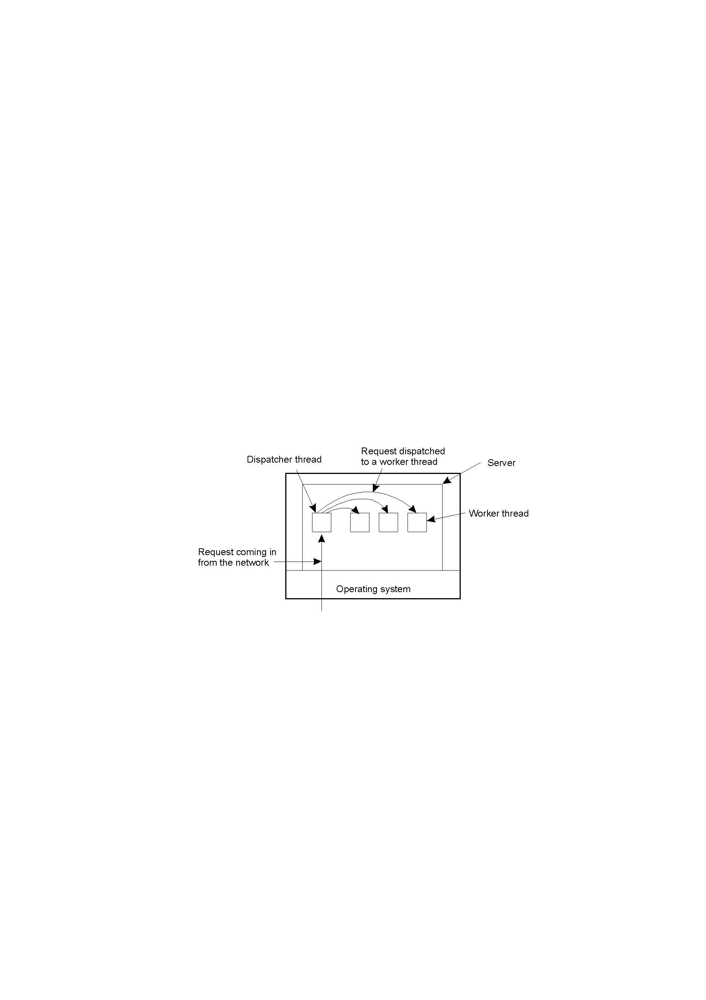 Dispatcher thread
Request dispatched
to a worker thread
Server
Worker thread
Request coming in
from the network
Operating system